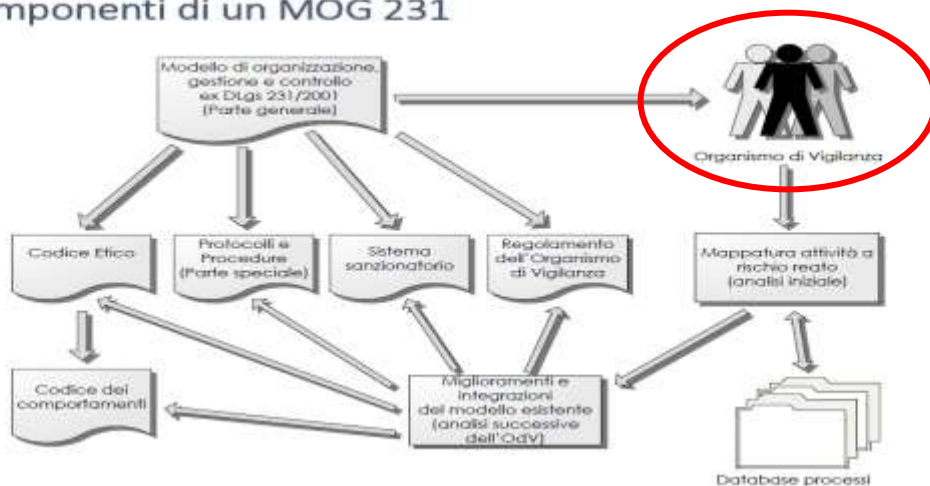 mponenti di un MOG 231
Modello di organizzazione,
gestione e controllo
ex DLgs 231/2001
(Parte generale)
Organismo di Vigilanza
Codice Etico
Protocolli e
Procedure
(Parte speciale)
Sistema
sanzionatorio
Regolamento
dell'Organismo
di Vigilanza
Mappatura attività a
rischio reato
(analisi iniziale)
Codice dei
comportamenti
Miglioramenti e
integrazioni
del modello esistente
(analisi successive
dell'OdV)
Database processi